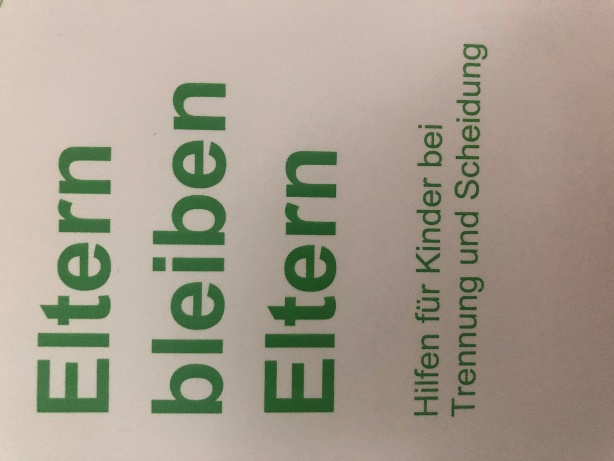 Eltern
bleiben
Eltern
Hilfen für Kinder bei
Trennung und Scheidung